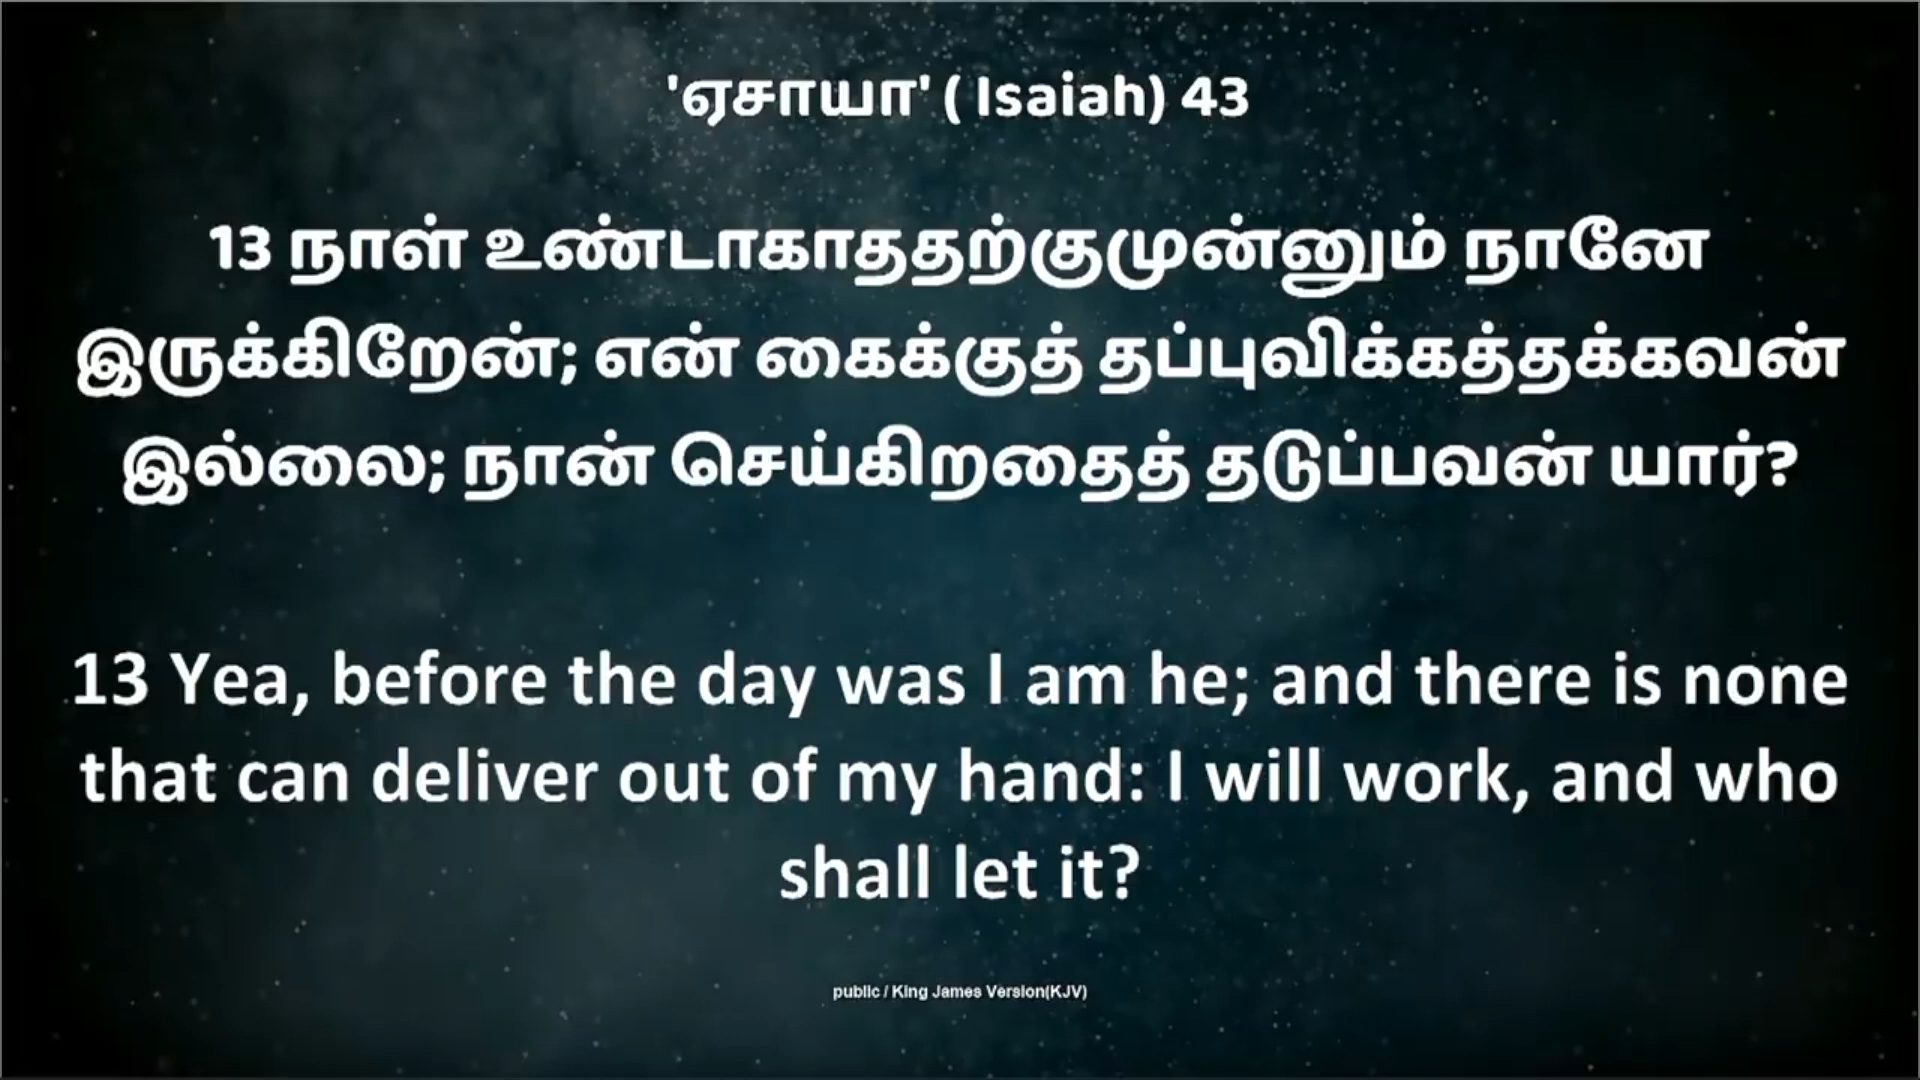 'ஏசாயா' ( Isaiah) 43
13 நாள் உண்டாகாததற்குமுன்னும் நானே
இருக்கிறேன்; என் கைக்குத் தப்புவிக்கத்தக்கவன்
இல்லை; நான் செய்கிறதைத் தடுப்பவன் யார்?
13 Yea, before the day was I am he; and there is none
that can deliver out of my hand: I will work, and who
shall let it?
public / King James Version(KJV)